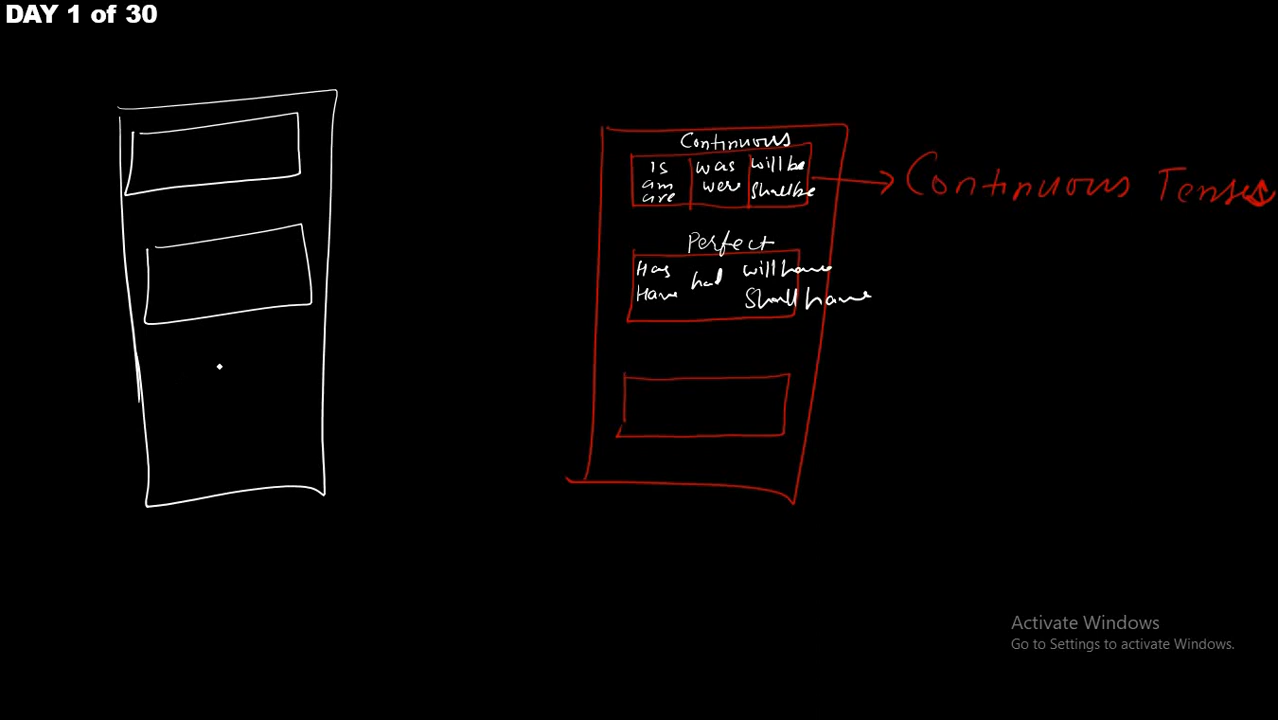 DAY 1 of 30
Continuous
is was will be
am were shall be
are
Continuous Tenses
Perfect
Has had will have
Have Shall have
Activate Windows
Go to Settings to activate Windows.